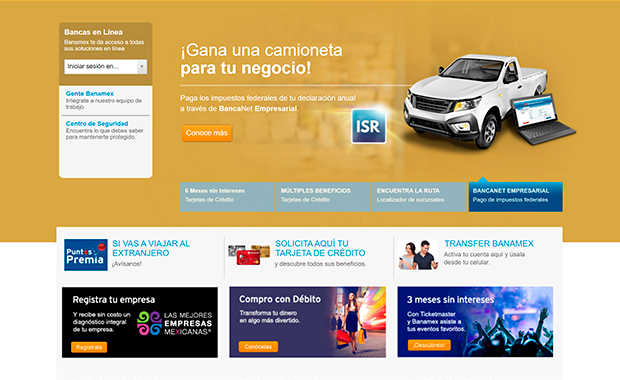 Bancas en Línea
Banamex te da acceso a todas
sus soluciones en línea
Iniciar sesión en...
Gente Banamex
Intégrate a nuestro equipo de
trabajo.
Centro de Seguridad
Encuentra lo que debes saber
para mantenerte protegido.
¡Gana una camioneta
para tu negocio!
Paga los impuestos federales de tu declaración anual
a través de BancaNet Empresarial.
Conoce más
ISR
6 Meses sin Intereses
Tarjetas de Crédito
MÚLTIPLES BENEFICIOS
Tarjetas de Crédito
ENCUENTRA LA RUTA
Localizador de sucursales
BANCANET EMPRESARIAL
Pago de impuestos federales
Puntos
Premia
SI VAS A VIAJAR AL
EXTRANJERO
¡Avísanos!
SOLICITA AQUÍ TU
TARJETA DE CRÉDITO
y descubre todos sus beneficios.
TRANSFER BANAMEX
Activa tu cuenta aquí y úsala
desde tu celular.
Registra tu empresa
Y recibe sin costo un
diagnóstico integral
de tu empresa.
Regístrate
LAS MEJORES
EMPRESAS
MEXICANAS
Compro con Débito
Transforma tu dinero
en algo más divertido.
Conócelas
3 meses sin intereses
Con Ticketmaster
y Banamex asiste a
tus eventos favoritos.
¡Descúbrelo!